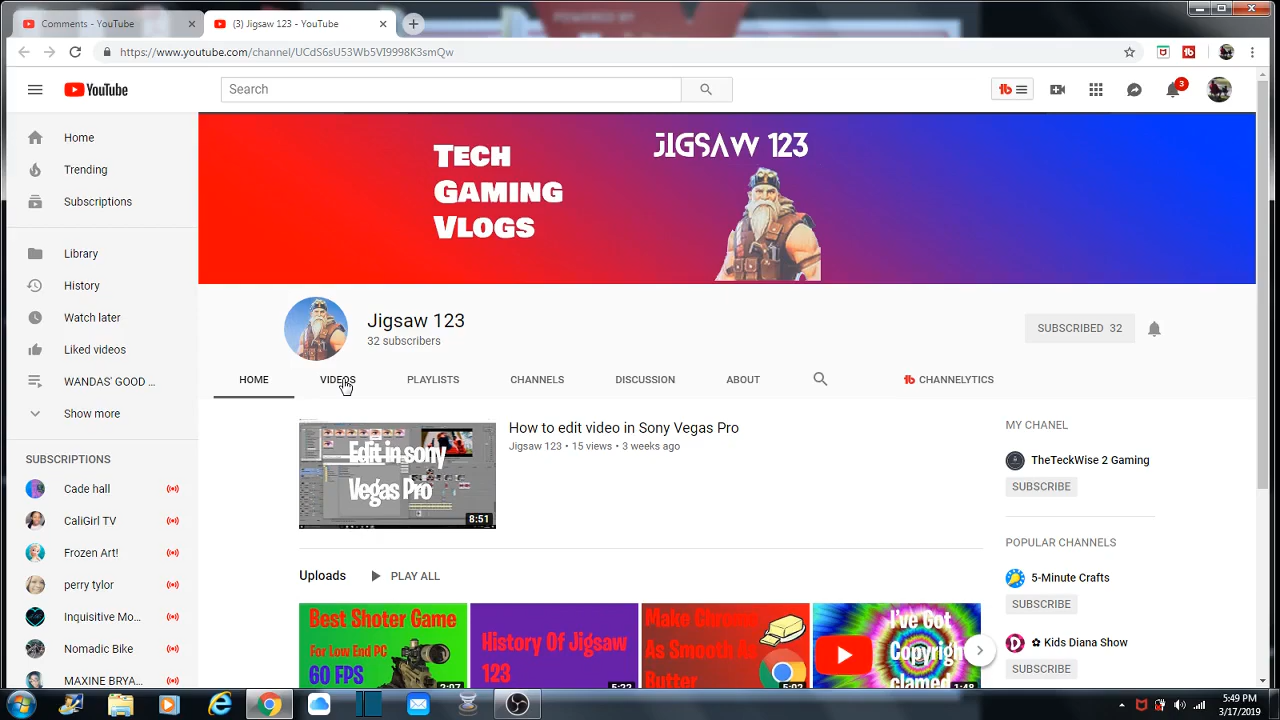 Comments - YouTube
(3) Jigsaw 123 - YouTube
https://www.youtube.com/channel/UCdS6sU53Wb5VI9998K3smQw
YouTube
Search
3
Home
Trending
Subscriptions
Library
History
Watch later
Liked videos
WANDAS' GOOD ...
Show more
SUBSCRIPTIONS
Cade hall
CaliGirl TV
Frozen Art!
perry tylor
Inquisitive Mo...
Nomadic Bike
MAXINE BRYA...
TECH
GAMING
VLOGS
JIGSAW 123
Jigsaw 123
32 subscribers
SUBSCRIBED 32
HOME
VIDEOS
PLAYLISTS
CHANNELS
DISCUSSION
ABOUT
CHANNELYTICS
Edit in sony
Vegas Pro
8:51
How to edit video in Sony Vegas Pro
Jigsaw 123 • 15 views • 3 weeks ago
MY CHANEL
TheTeckWise 2 Gaming
SUBSCRIBE
POPULAR CHANNELS
5-Minute Crafts
SUBSCRIBE
✿ Kids Diana Show
SUBSCRIBE
Uploads
PLAY ALL
Best Shoter Game
For Low End PC
60 FPS
History Of Jigsaw
123
Make Chrome
As Smooth As
Butter
I've Got
Copyright
clamed
5:49 PM
3/17/2019